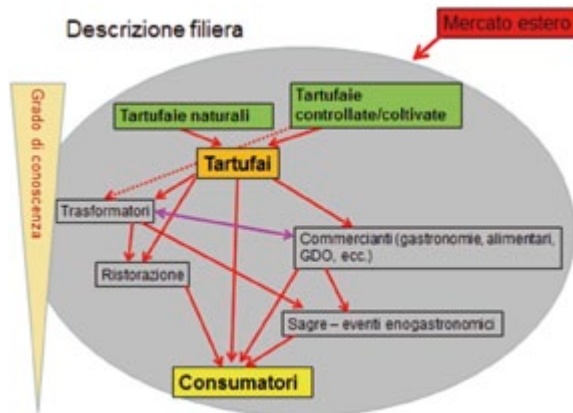 Descrizione filiera
Mercato estero
Grado di conoscenza
Tartufaie naturali
Tartufaie
controllate/coltivate
Tartufai
Trasformatori
Commercianti (gastronomie, alimentari,
GDO, ecc.)
Ristorazione
Sagre – eventi enogastronomici
Consumatori